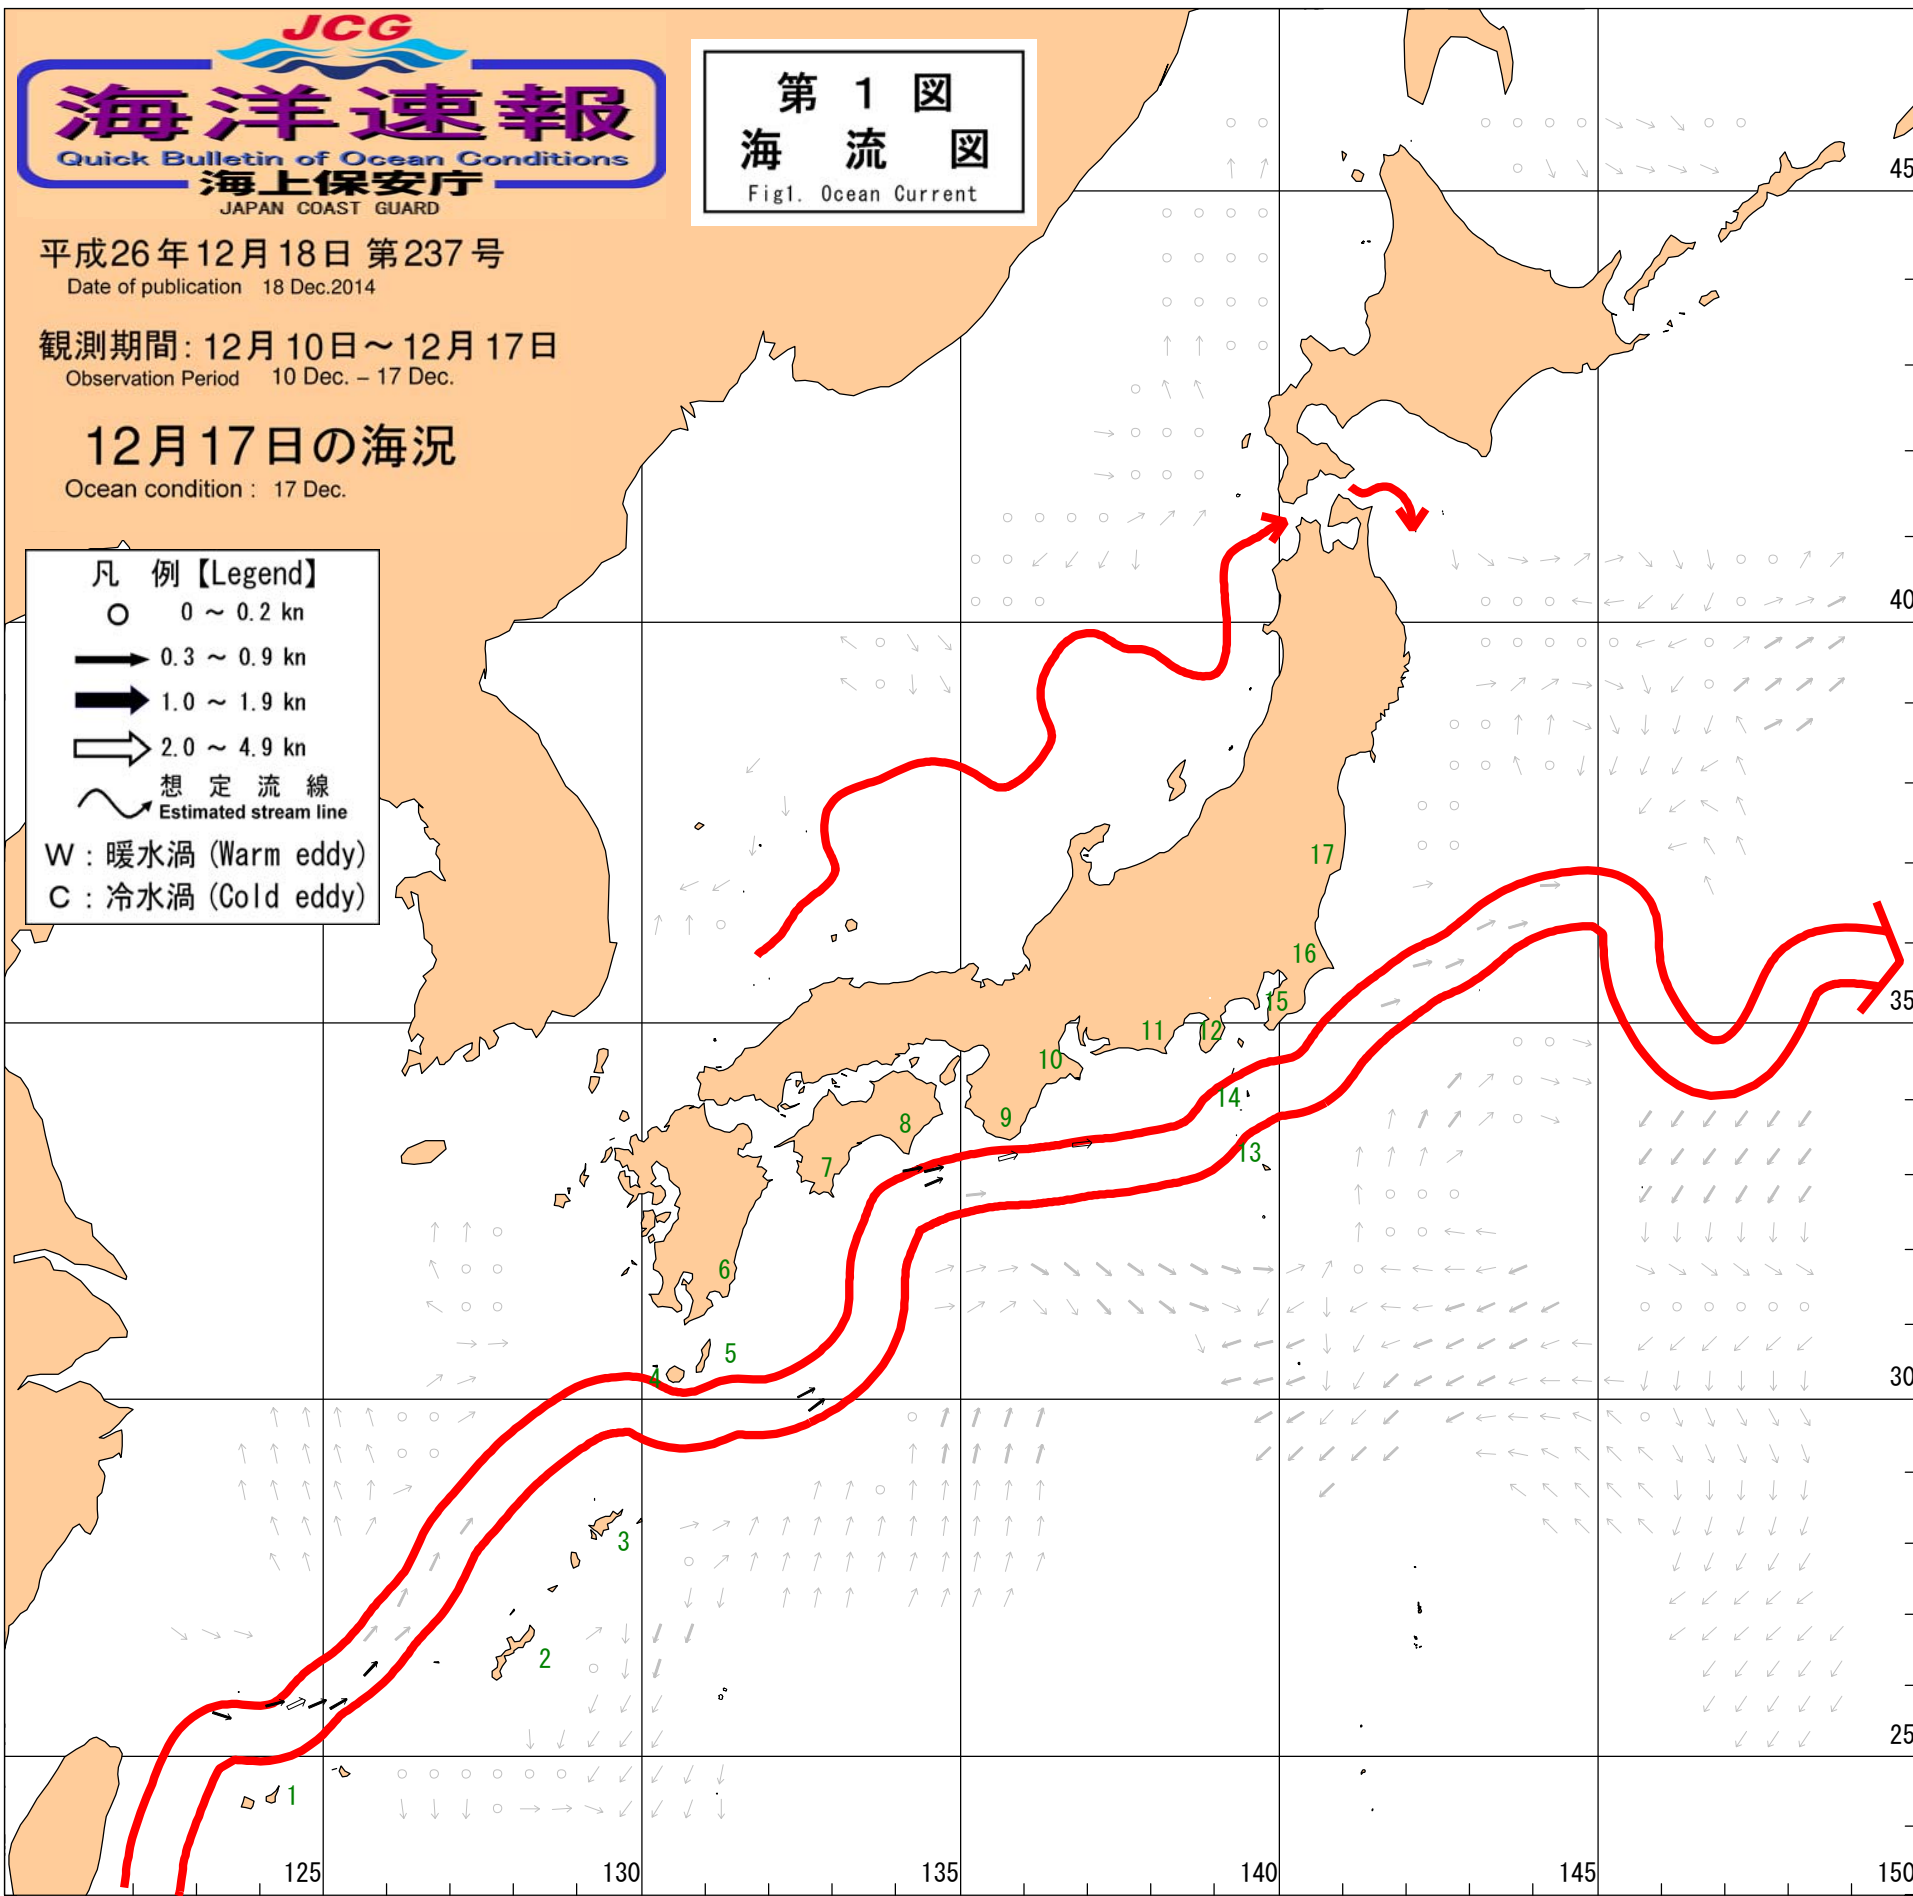 JCG
海洋速報
Quick Bulletin of Ocean Conditions
海上保安庁
JAPAN COAST GUARD
平成26年12月18日 第237号
Date of publication 18 Dec.2014
観測期間: 12月10日～12月17日
Observation Period 10 Dec. – 17 Dec.
12月17日の海況
Ocean condition : 17 Dec.
第 1 図
海 流 図
Fig1. Ocean Current
凡 例【Legend】
0 ～ 0.2 kn
0.3 ～ 0.9 kn
1.0 ～ 1.9 kn
2.0 ～ 4.9 kn
想 定 流 線
Estimated stream line
W : 暖水渦 (Warm eddy)
C : 冷水渦 (Cold eddy)
45
40
35
30
25
17
16
15
12
11
10
14
9
8
13
7
6
5
4
3
2
1
125
130
135
140
145
150